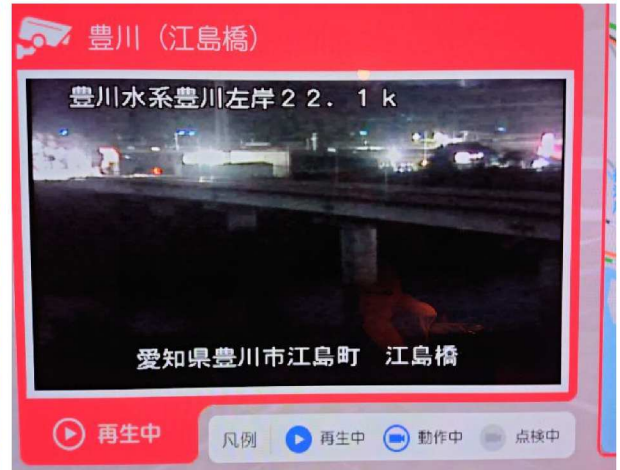 豊川（江島橋）
豊川水系豊川左岸２２．１ｋ
愛知県豊川市江島町　江島橋
再生中
凡例 再生中 動作中 点検中